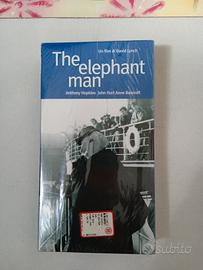 Un film di David Lynch
The
elephant
man
Anthony Hopkins John Hurt Anne Bancroft
subito